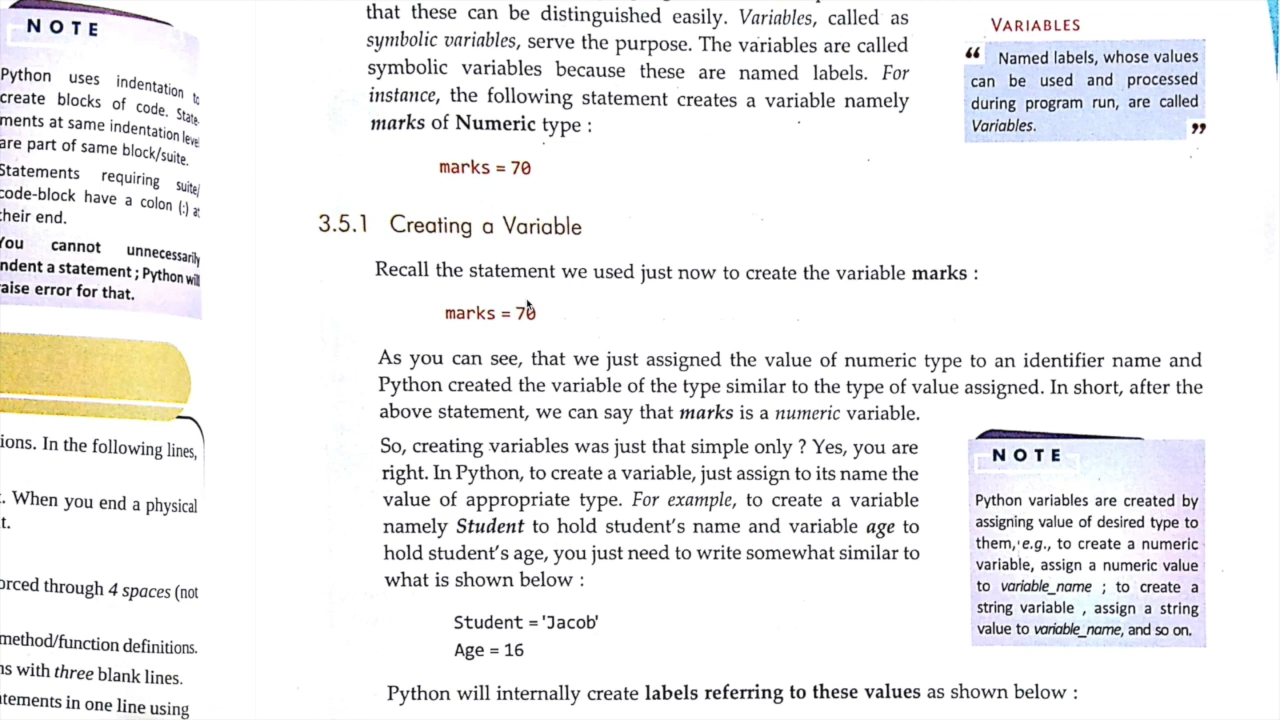 NOTE
Python uses indentation to
create blocks of code. State-
ments at same indentation level
are part of same block/suite.
Statements requiring suite/
code-block have a colon (:) at
their end.
You cannot unnecessarily
indent a statement ; Python will
raise error for that.
ions. In the following lines,
. When you end a physical
t.
orced through 4 spaces (not
method/function definitions.
ns with three blank lines.
atements in one line using
that these can be distinguished easily. Variables, called as
symbolic variables, serve the purpose. The variables are called
symbolic variables because these are named labels. For
instance, the following statement creates a variable namely
marks of Numeric type :
marks = 70
VARIABLES
“ Named labels, whose values
can be used and processed
during program run, are called
Variables. ”
3.5.1 Creating a Variable
Recall the statement we used just now to create the variable marks :
marks = 70
As you can see, that we just assigned the value of numeric type to an identifier name and
Python created the variable of the type similar to the type of value assigned. In short, after the
above statement, we can say that marks is a numeric variable.
So, creating variables was just that simple only ? Yes, you are
right. In Python, to create a variable, just assign to its name the
value of appropriate type. For example, to create a variable
namely Student to hold student's name and variable age to
hold student's age, you just need to write somewhat similar to
what is shown below :
Student = 'Jacob'
Age = 16
NOTE
Python variables are created by
assigning value of desired type to
them, e.g., to create a numeric
variable, assign a numeric value
to variable_name ; to create a
string variable , assign a string
value to variable_name, and so on.
Python will internally create labels referring to these values as shown below :